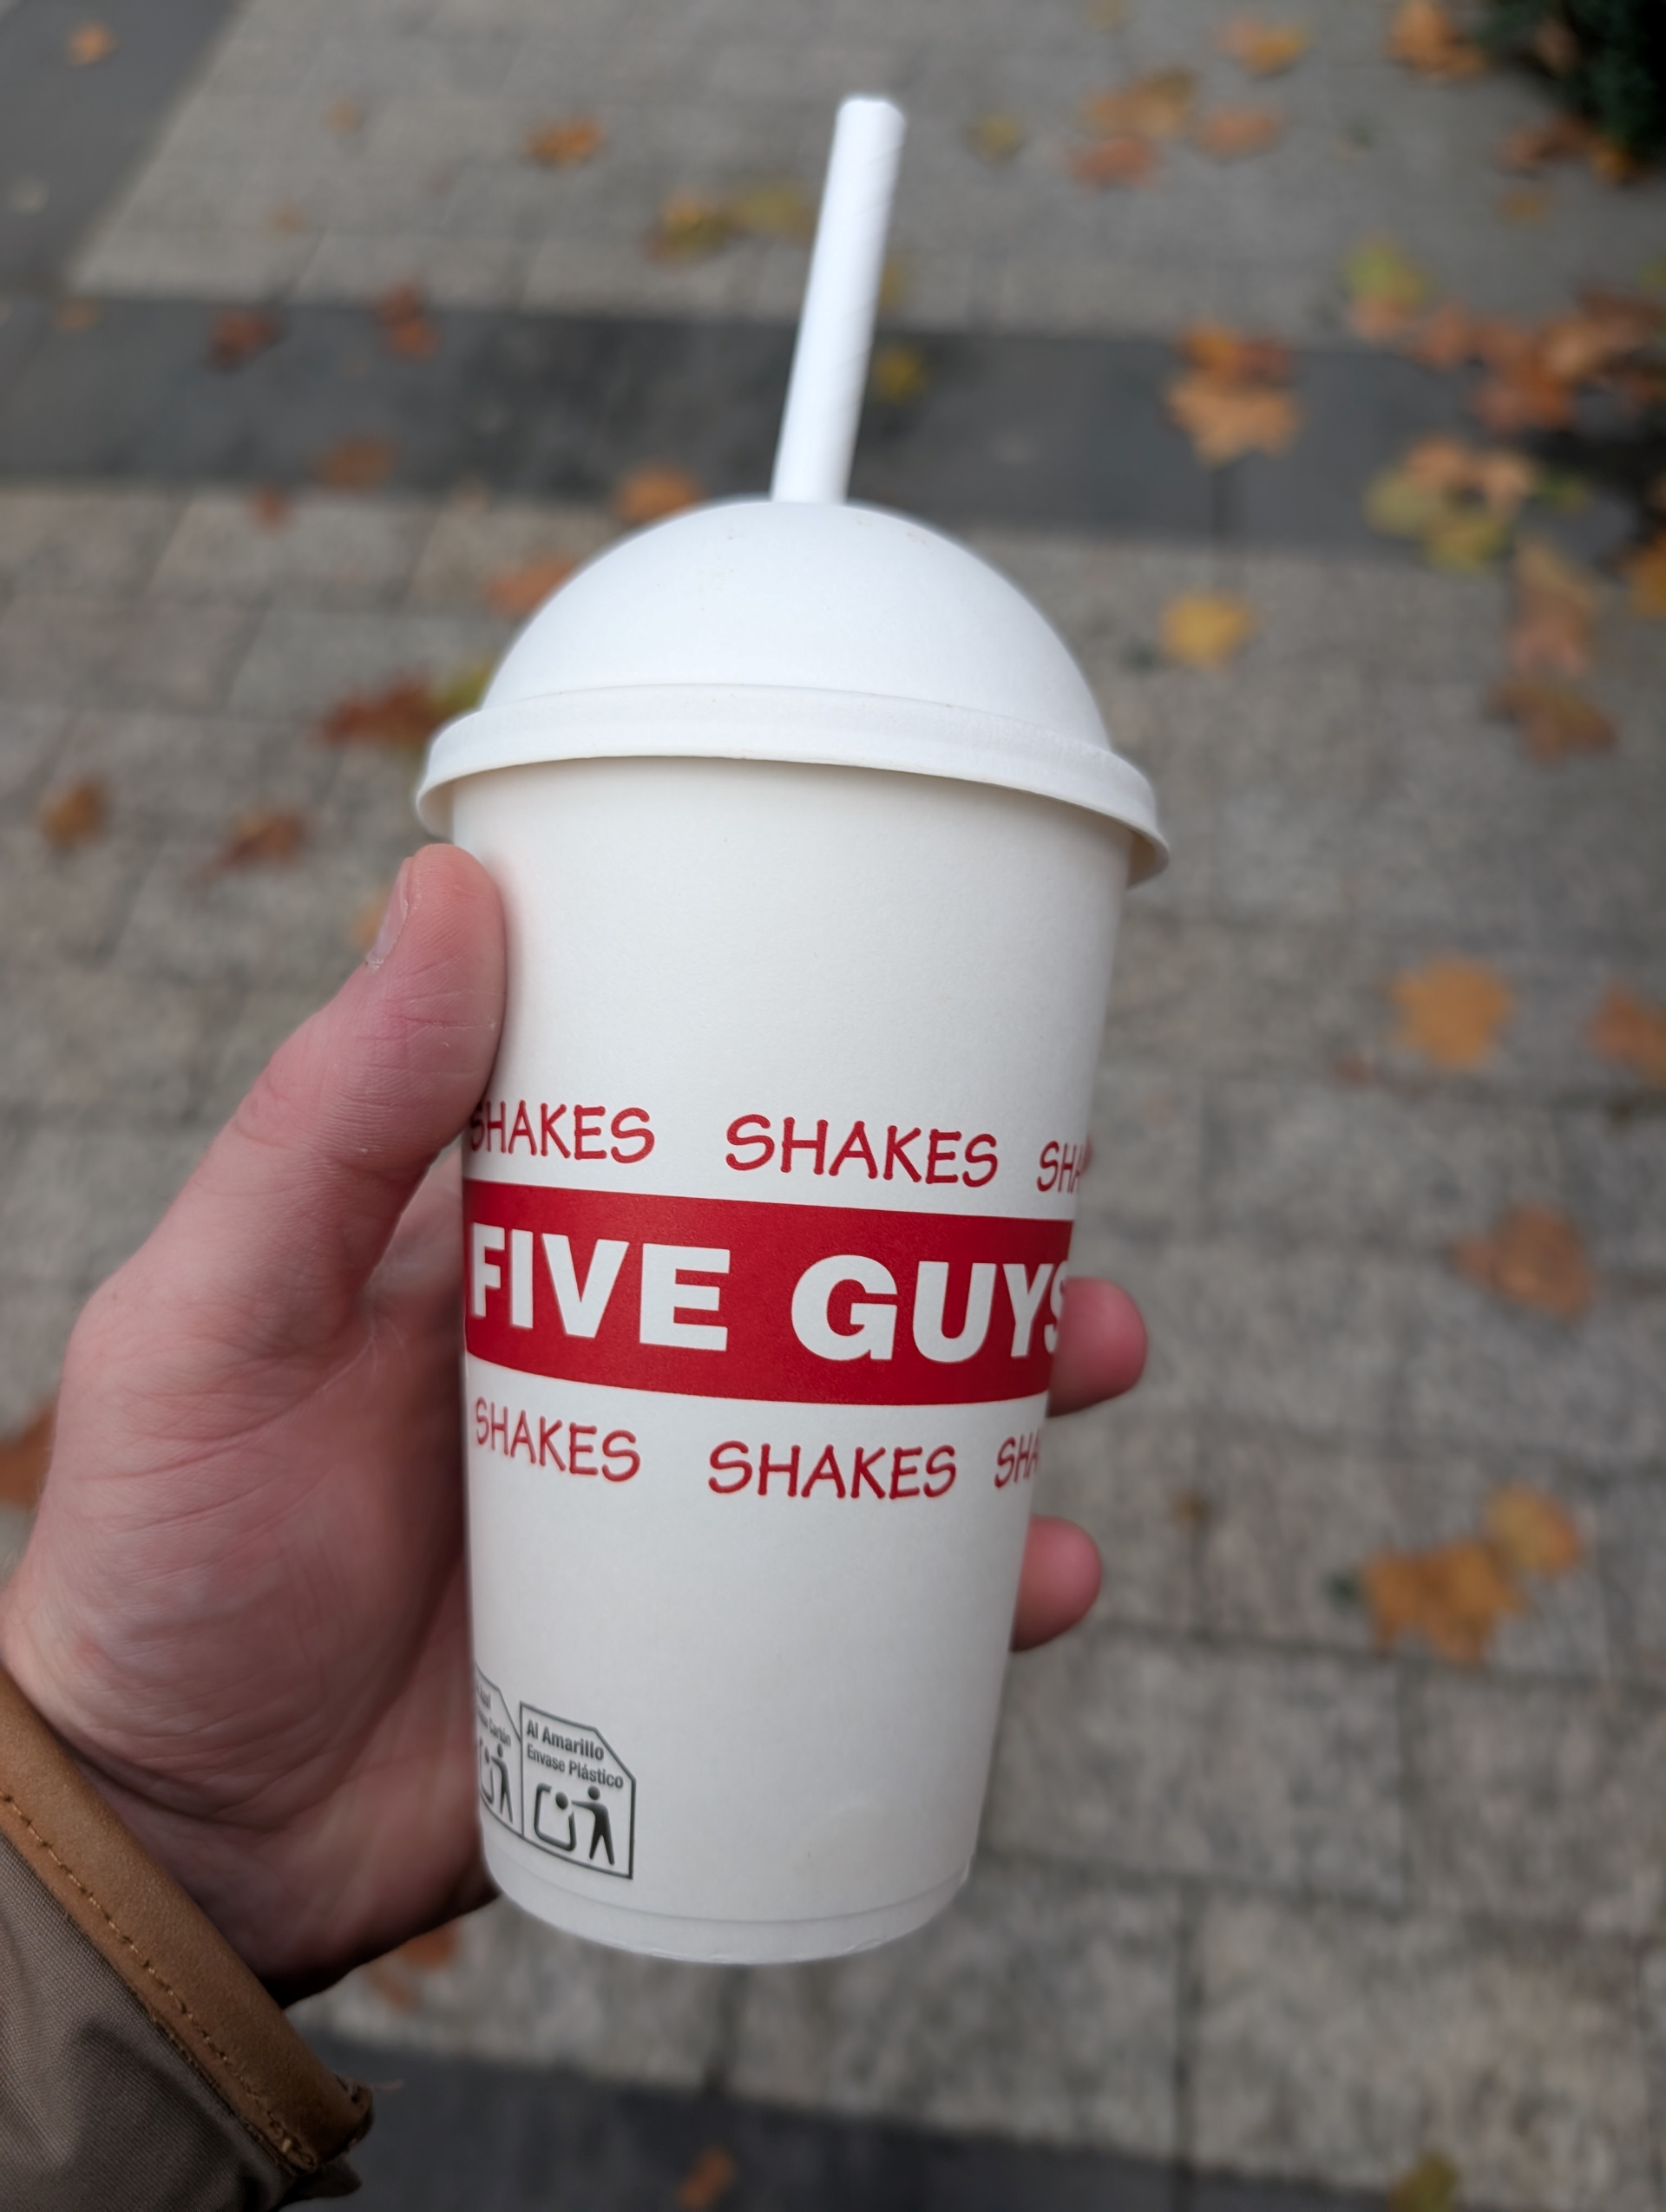 SHAKES SHAKES
FIVE GUYS
SHAKES SHAKES
Al Amarillo
Envase Plástico